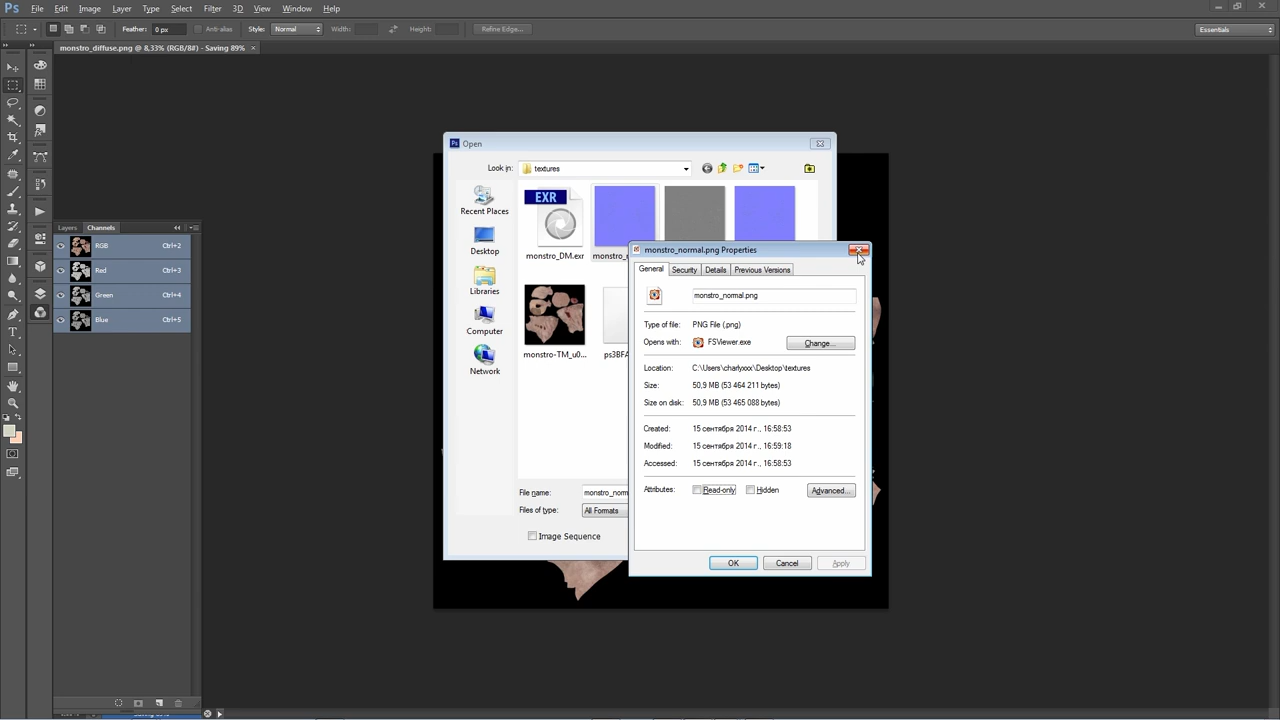 Ps File Edit Image Layer Type Select Filter 3D View Window Help
Feather: 0 px Anti-alias Style: Normal Width: Height: Refine Edge... Essentials
monstro_diffuse.png @ 8,33% (RGB/8#) - Saving 89% ×
Ps Open
Look in: textures
Recent Places
Desktop
Libraries
Computer
Network
EXR
monstro_DM.exr
monstro-TM_u0...
ps3BFA
File name: monstro_norm
Files of type: All Formats
Image Sequence
monstro_normal.png Properties
General Security Details Previous Versions
monstro_normal.png
Type of file: PNG File (.png)
Opens with: FSViewer.exe Change...
Location: C:\Users\charlyxxx\Desktop\textures
Size: 50,9 MB (53 464 211 bytes)
Size on disk: 50,9 MB (53 465 088 bytes)
Created: 15 сентября 2014 г., 16:58:53
Modified: 15 сентября 2014 г., 16:59:18
Accessed: 15 сентября 2014 г., 16:58:53
Attributes: Read-only Hidden Advanced...
OK Cancel Apply
Layers Channels
RGB Ctrl+2
Red Ctrl+3
Green Ctrl+4
Blue Ctrl+5